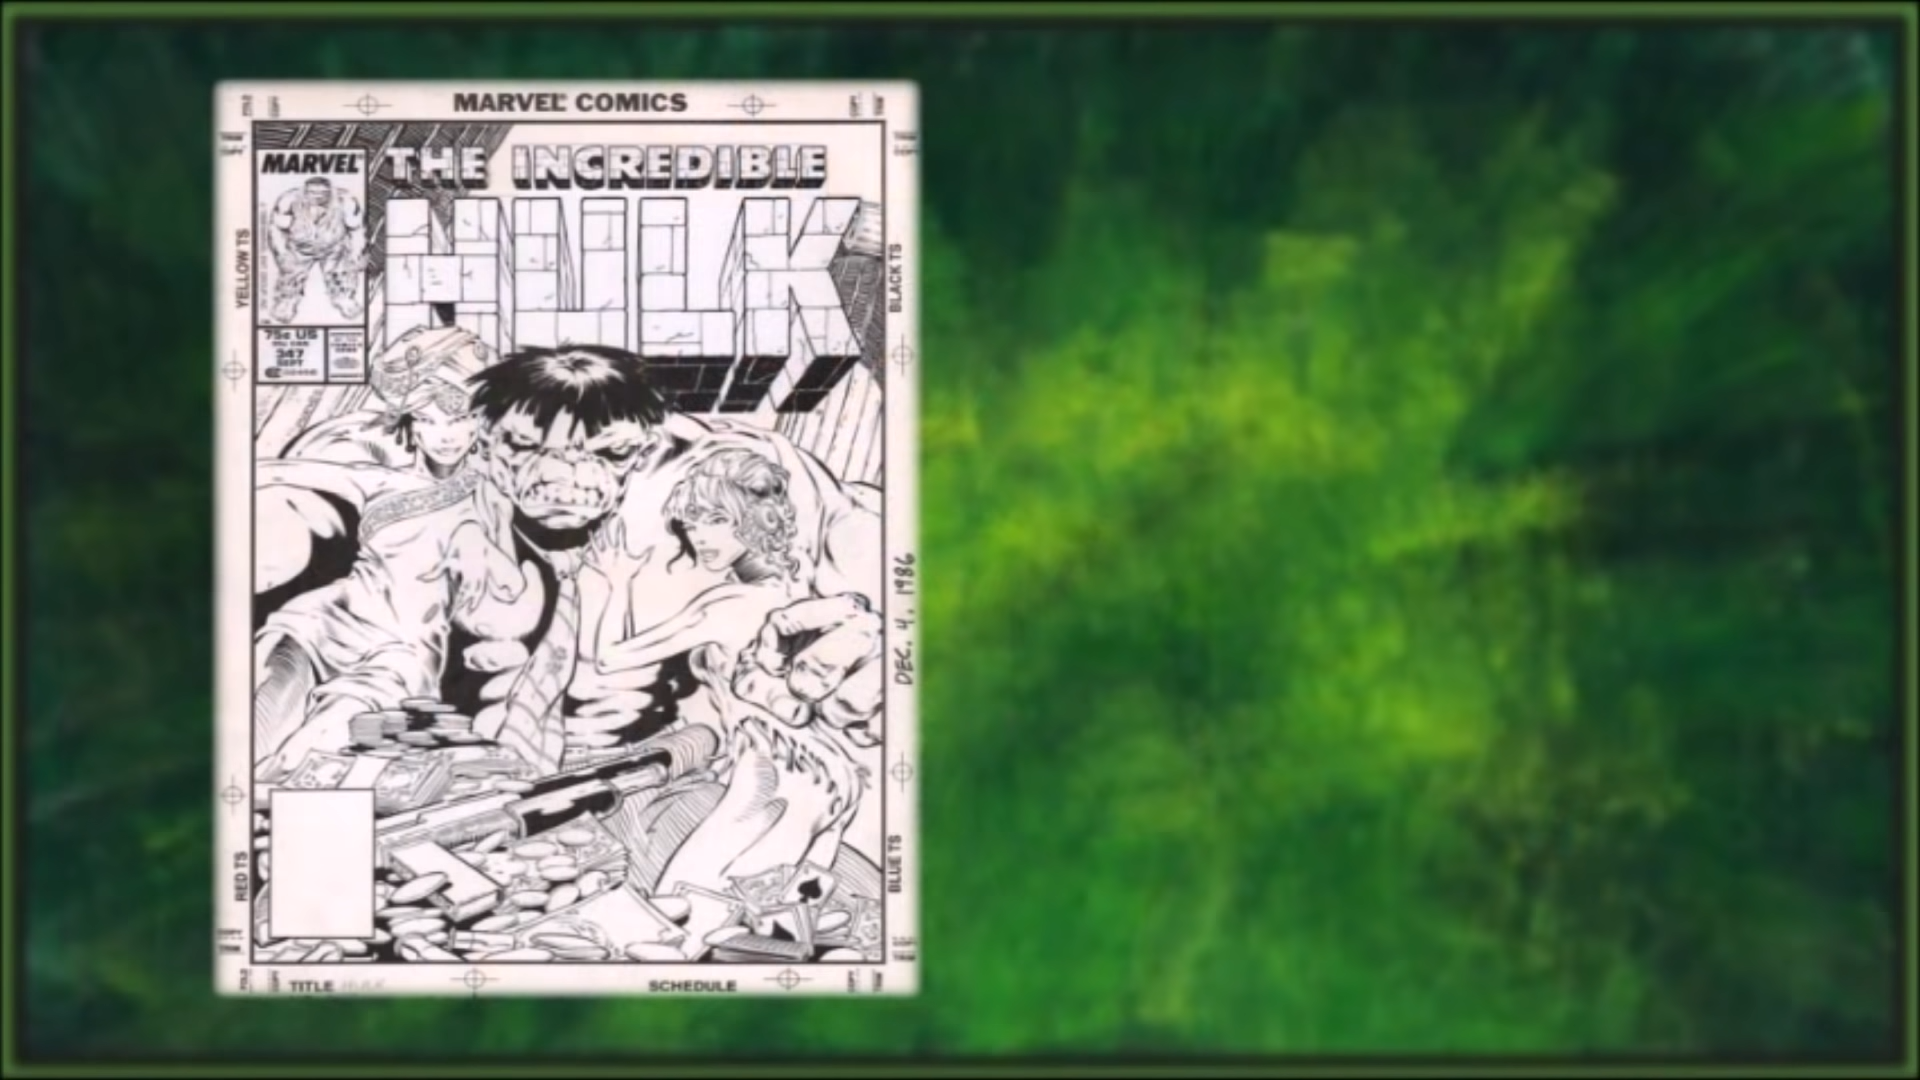 MARVEL COMICS
MARVEL
THE INCREDIBLE
HULK
75¢ US
347
SEPT
YELLOW TS
BLACK TS
DEC. 4, 1986
RED TS
BLUE TS
TITLE HULK
SCHEDULE